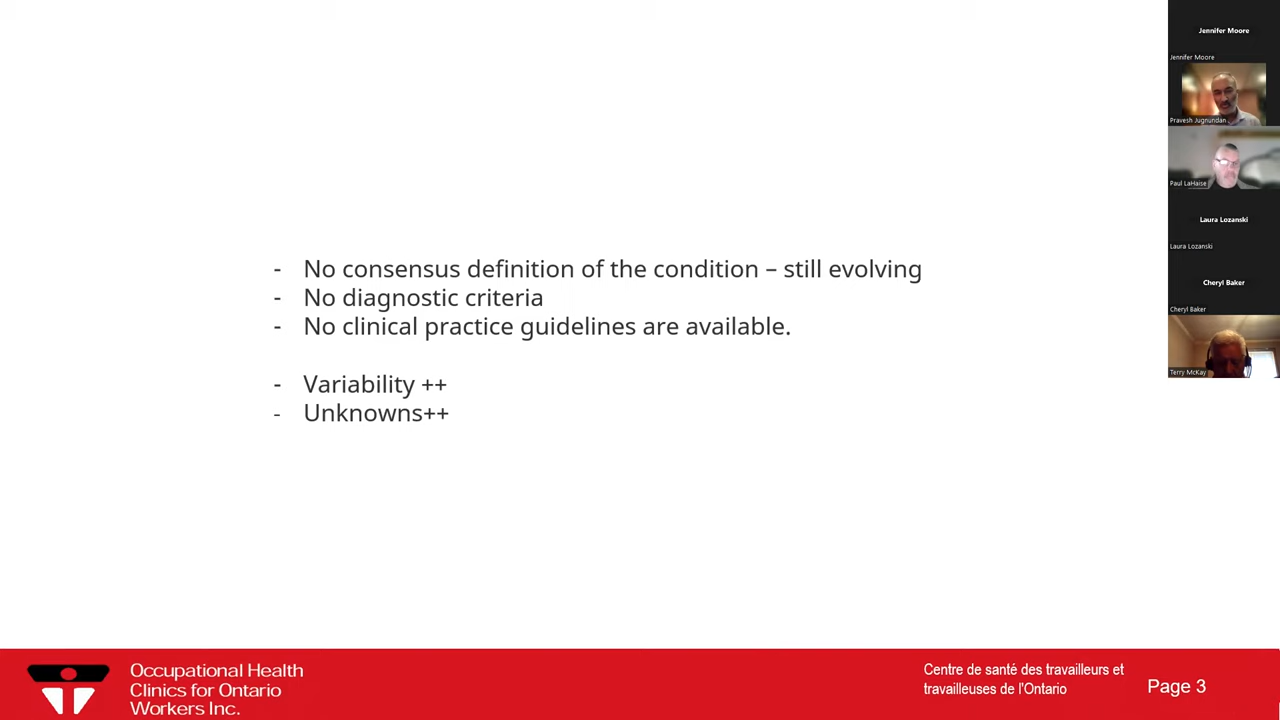 - No consensus definition of the condition – still evolving
- No diagnostic criteria
- No clinical practice guidelines are available.
- Variability ++
- Unknowns++
Jennifer Moore
Jennifer Moore
Pravesh Jugnundan
Paul LaHaise
Laura Lozanski
Laura Lozanski
Cheryl Baker
Cheryl Baker
Terry McKay
Occupational Health
Clinics for Ontario
Workers Inc.
Centre de santé des travailleurs et
travailleuses de l'Ontario
Page 3